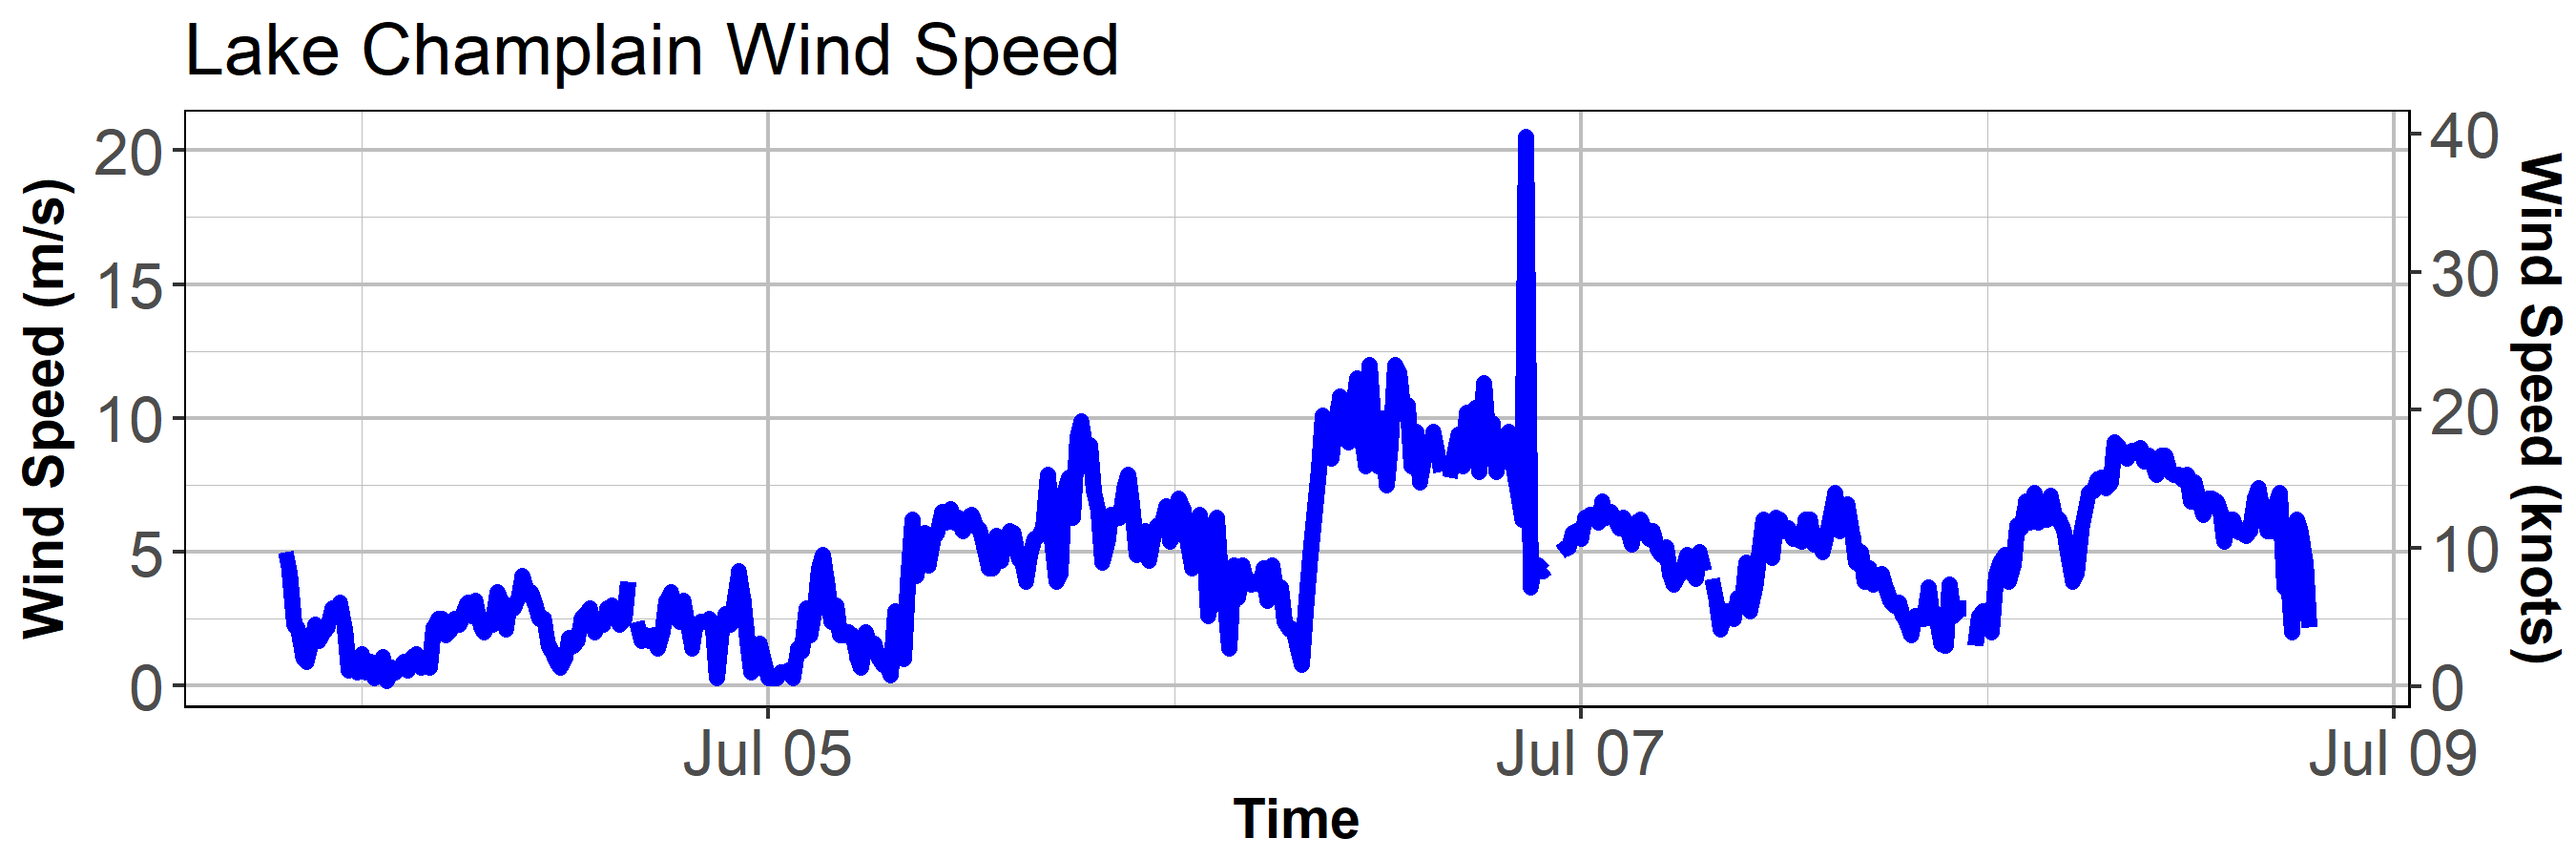 Lake Champlain Wind Speed
Wind Speed (m/s)
20
15
10
5
0
40
30
20
10
0
Wind Speed (knots)
Jul 05
Jul 07
Jul 09
Time